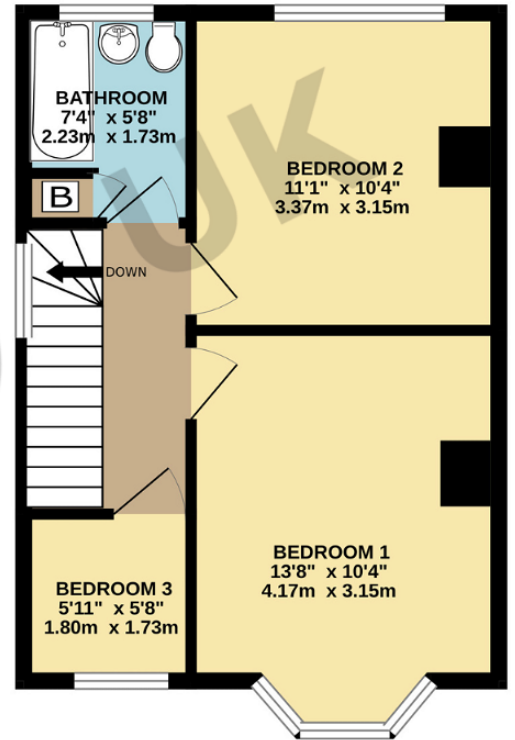 BATHROOM
7'4" x 5'8"
2.23m x 1.73m
BEDROOM 2
11'1" x 10'4"
3.37m x 3.15m
UK
B
DOWN
BEDROOM 1
13'8" x 10'4"
4.17m x 3.15m
BEDROOM 3
5'11" x 5'8"
1.80m x 1.73m